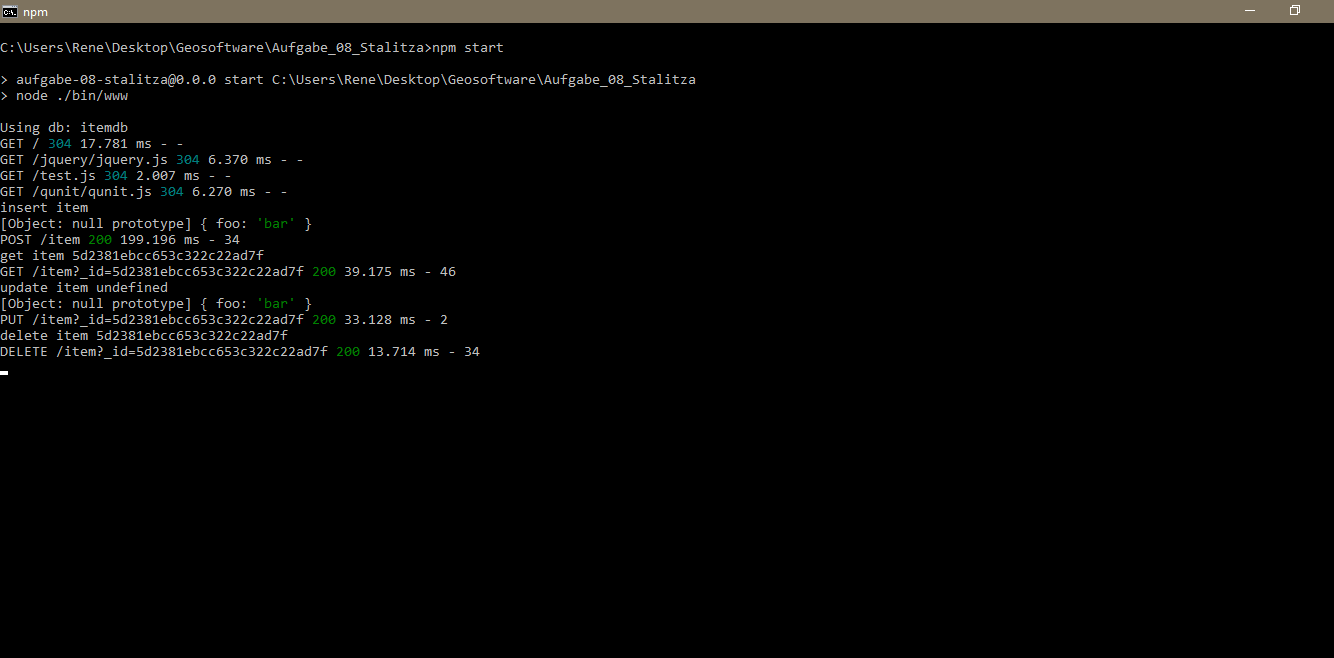 npm
C:\Users\Rene\Desktop\Geosoftware\Aufgabe_08_Stalitza>npm start
> aufgabe-08-stalitza@0.0.0 start C:\Users\Rene\Desktop\Geosoftware\Aufgabe_08_Stalitza
> node ./bin/www
Using db: itemdb
GET / 304 17.781 ms - -
GET /jquery/jquery.js 304 6.370 ms - -
GET /test.js 304 2.007 ms - -
GET /qunit/qunit.js 304 6.270 ms - -
insert item
[Object: null prototype] { foo: 'bar' }
POST /item 200 199.196 ms - 34
get item 5d2381ebcc653c322c22ad7f
GET /item?_id=5d2381ebcc653c322c22ad7f 200 39.175 ms - 46
update item undefined
[Object: null prototype] { foo: 'bar' }
PUT /item?_id=5d2381ebcc653c322c22ad7f 200 33.128 ms - 2
delete item 5d2381ebcc653c322c22ad7f
DELETE /item?_id=5d2381ebcc653c322c22ad7f 200 13.714 ms - 34